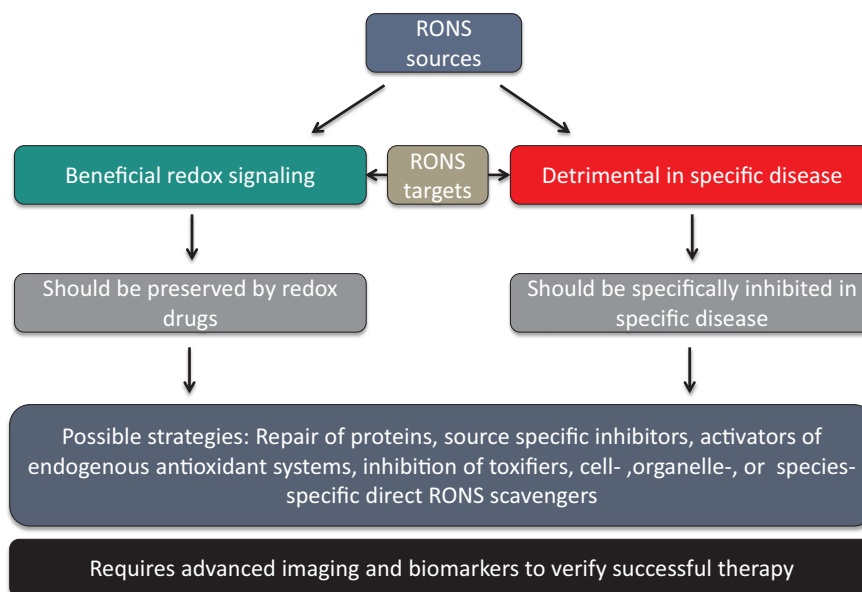 RONS
sources
Beneficial redox signaling
RONS
targets
Detrimental in specific disease
Should be preserved by redox
drugs
Should be specifically inhibited in
specific disease
Possible strategies: Repair of proteins, source specific inhibitors, activators of
endogenous antioxidant systems, inhibition of toxifiers, cell- ,organelle-, or species-
specific direct RONS scavengers
Requires advanced imaging and biomarkers to verify successful therapy